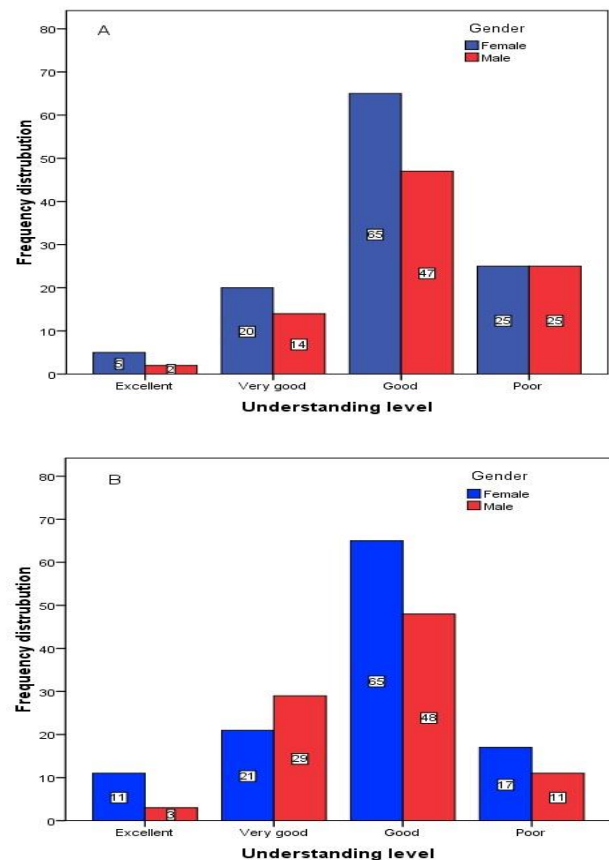 A
Gender
Female
Male
80
70
60
50
40
30
20
10
0
Frequency distrubution
5
2
20
14
65
47
25
25
Excellent
Very good
Good
Poor
Understanding level
B
Gender
Female
Male
80
70
60
50
40
30
20
10
0
Frequency distrubution
11
3
21
29
65
48
17
11
Excellent
Very good
Good
Poor
Understanding level